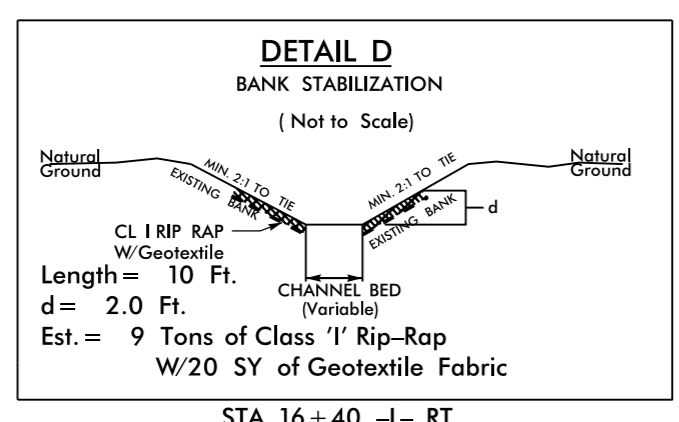 DETAIL D
BANK STABILIZATION
( Not to Scale)
Natural
Ground
MIN. 2:1 TO TIE
EXISTING BANK
MIN. 2:1 TO TIE
EXISTING BANK
Natural
Ground
d
CL I RIP RAP
W/Geotextile
CHANNEL BED
(Variable)
Length = 10 Ft.
d = 2.0 Ft.
Est. = 9 Tons of Class 'I' Rip-Rap
W/20 SY of Geotextile Fabric
STA 16+40 -L- RT